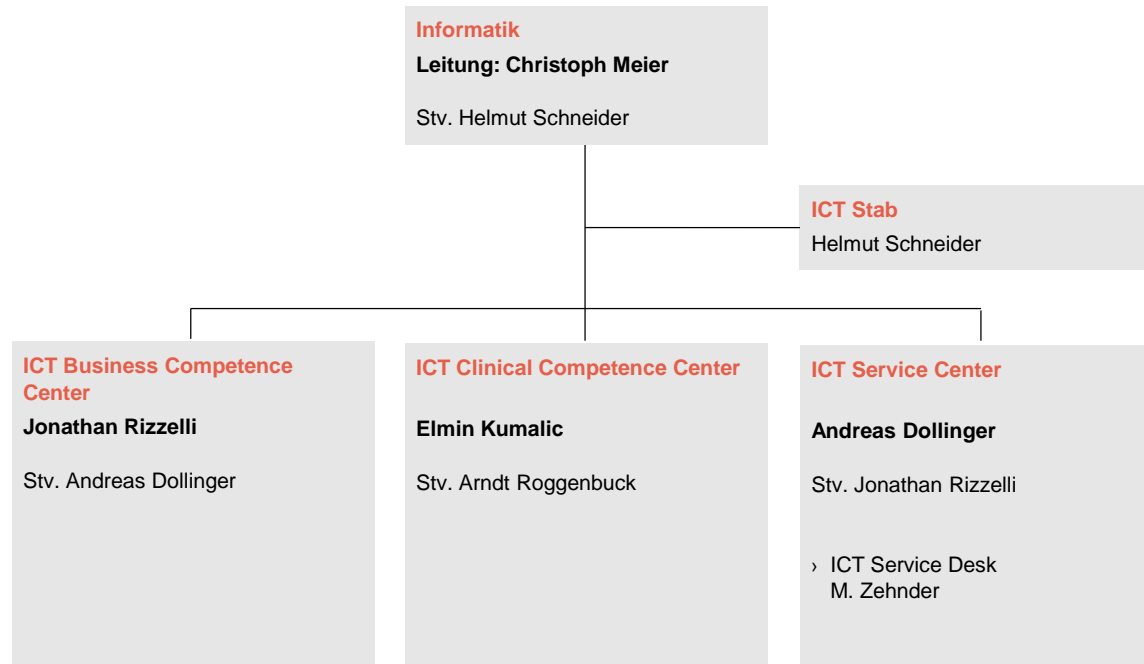 Informatik
Leitung: Christoph Meier
Stv. Helmut Schneider
ICT Stab
Helmut Schneider
ICT Business Competence
Center
Jonathan Rizzelli
Stv. Andreas Dollinger
ICT Clinical Competence Center
Elmin Kumalic
Stv. Arndt Roggenbuck
ICT Service Center
Andreas Dollinger
Stv. Jonathan Rizzelli
› ICT Service Desk
M. Zehnder